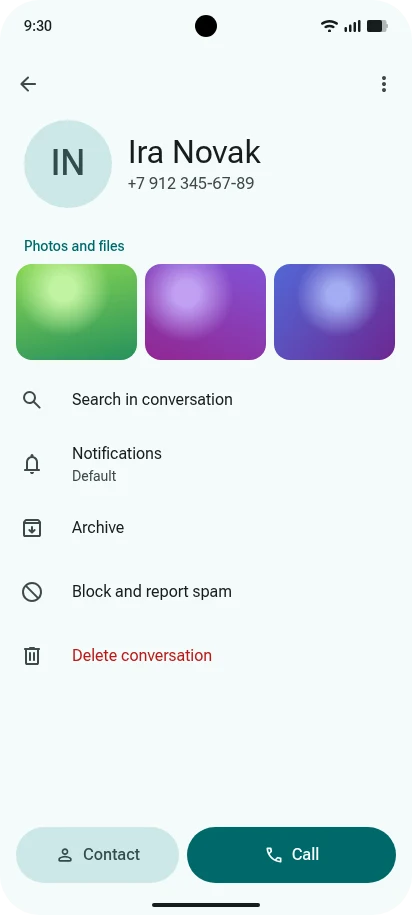 9:30
IN
Ira Novak
+7 912 345-67-89
Photos and files
Search in conversation
Notifications
Default
Archive
Block and report spam
Delete conversation
Contact
Call